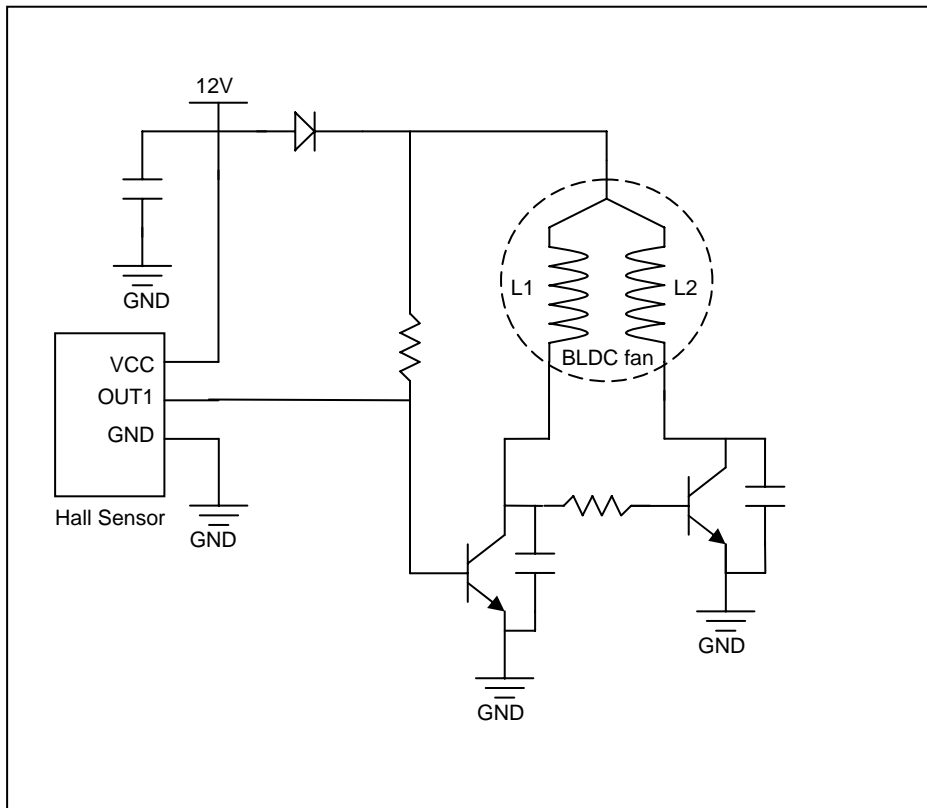 12V
GND
L1
L2
BLDC fan
VCC
OUT1
GND
Hall Sensor
GND
GND
GND